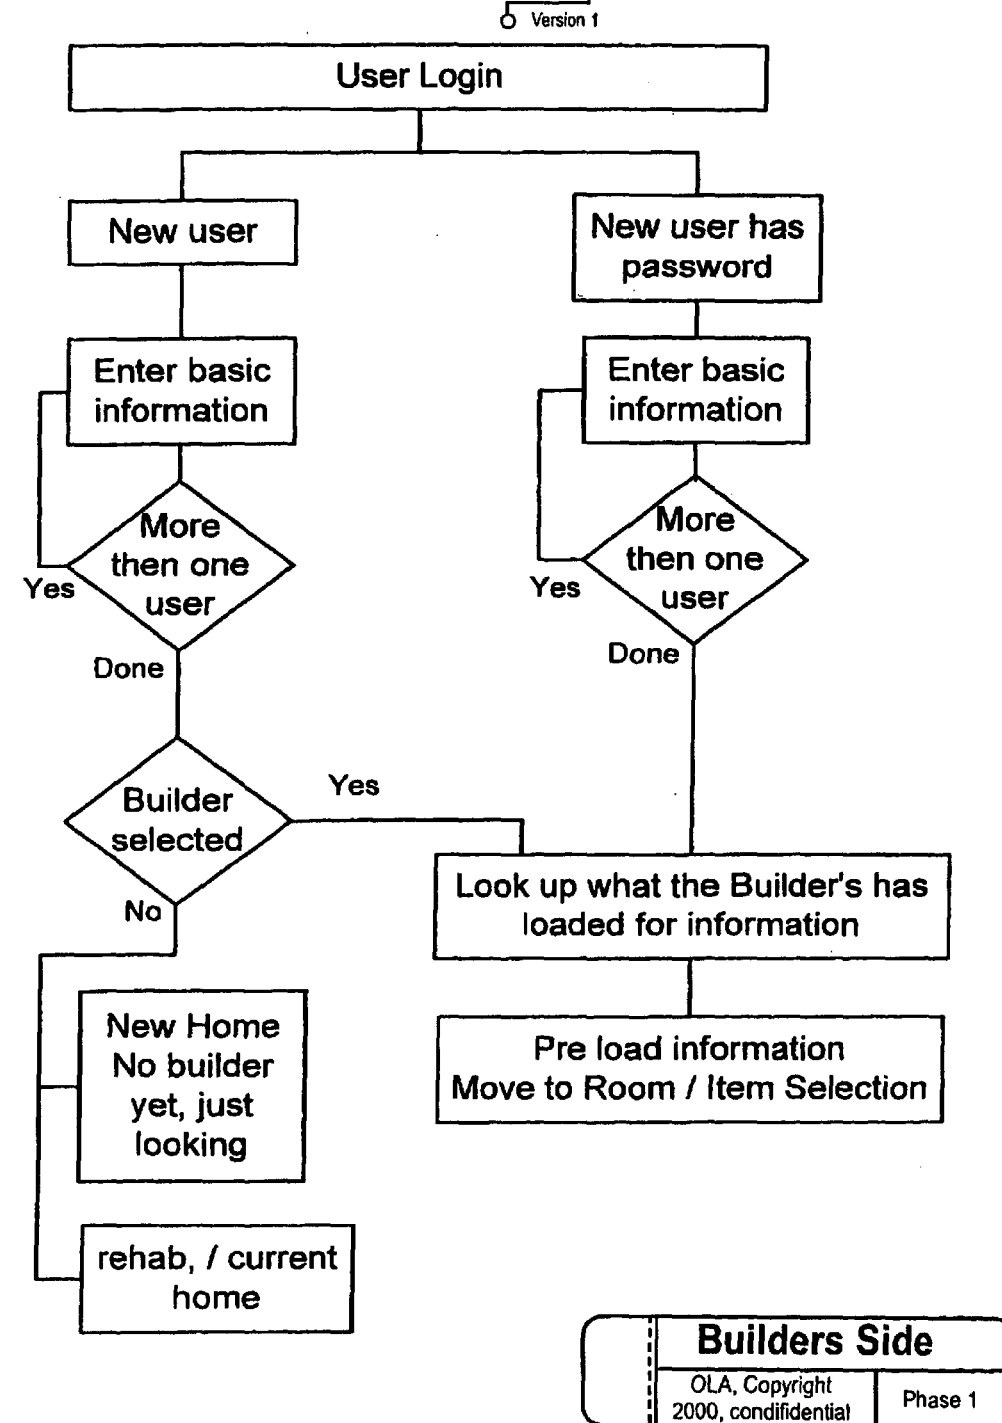 Version 1
User Login
New user
New user has
password
Enter basic
information
Enter basic
information
More
then one
user
Yes
Done
More
then one
user
Yes
Done
Builder
selected
Yes
No
Look up what the Builder's has
loaded for information
New Home
No builder
yet, just
looking
Pre load information
Move to Room / Item Selection
rehab, / current
home
Builders Side
OLA, Copyright
2000, condifidential
Phase 1